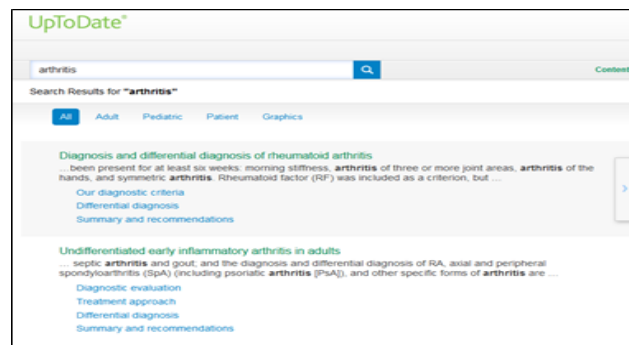 UpToDate®
arthritis
Content
Search Results for "arthritis"
All Adult Pediatric Patient Graphics
Diagnosis and differential diagnosis of rheumatoid arthritis
...been present for at least six weeks: morning stiffness, arthritis of three or more joint areas, arthritis of the
hands, and symmetric arthritis. Rheumatoid factor (RF) was included as a criterion, but ...
Our diagnostic criteria
Differential diagnosis
Summary and recommendations
Undifferentiated early inflammatory arthritis in adults
... septic arthritis and gout; and the diagnosis and differential diagnosis of RA, axial and peripheral
spondyloarthritis (SpA) (including psoriatic arthritis [PsA]), and other specific forms of arthritis are ...
Diagnostic evaluation
Treatment approach
Differential diagnosis
Summary and recommendations